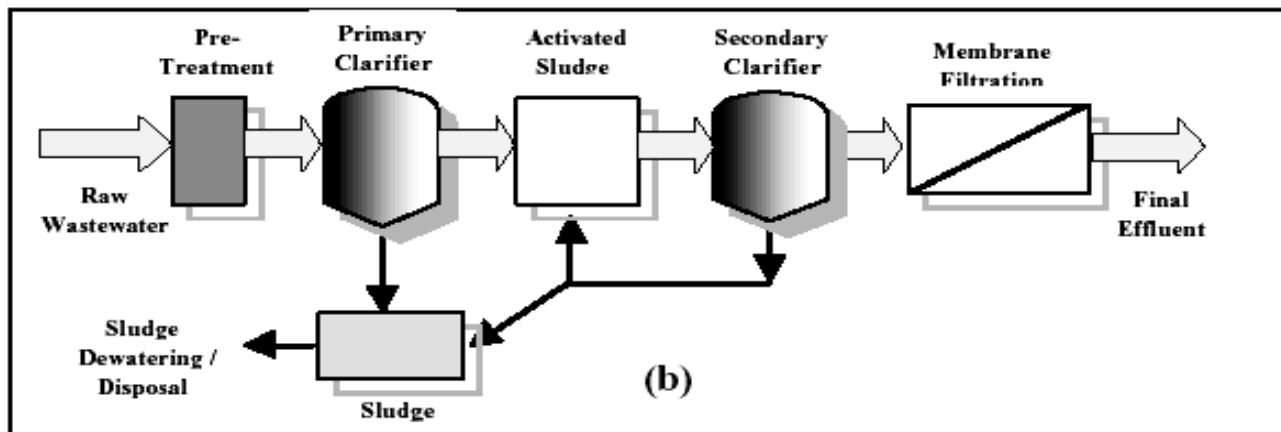 Pre-
Treatment
Primary
Clarifier
Activated
Sludge
Secondary
Clarifier
Membrane
Filtration
Raw
Wastewater
Final
Effluent
Sludge
Dewatering /
Disposal
Sludge
(b)